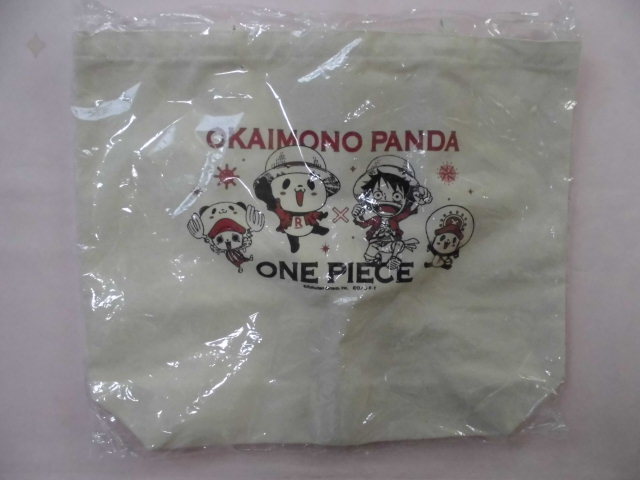 OKAIMONO PANDA
R
×
ONE PIECE